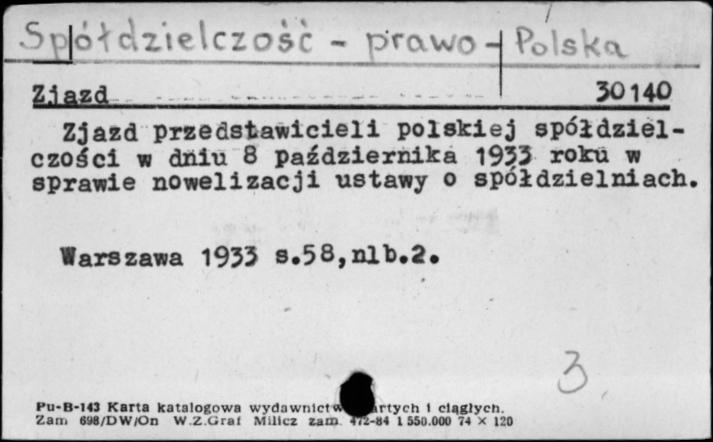 Spółdzielczość - prawo - Polska
Zjazd 30140
Zjazd przedstawicieli polskiej spółdziel-
czości w dniu 8 października 1933 roku w
sprawie nowelizacji ustawy o spółdzielniach.
Warszawa 1933 s.58,nlb.2.
3
Pu-B-143 Karta katalogowa wydawnictw artych i ciągłych.
Zam 698/DW/On W.Z.Graf Milicz zam. 472-84 1 550.000 74 × 120